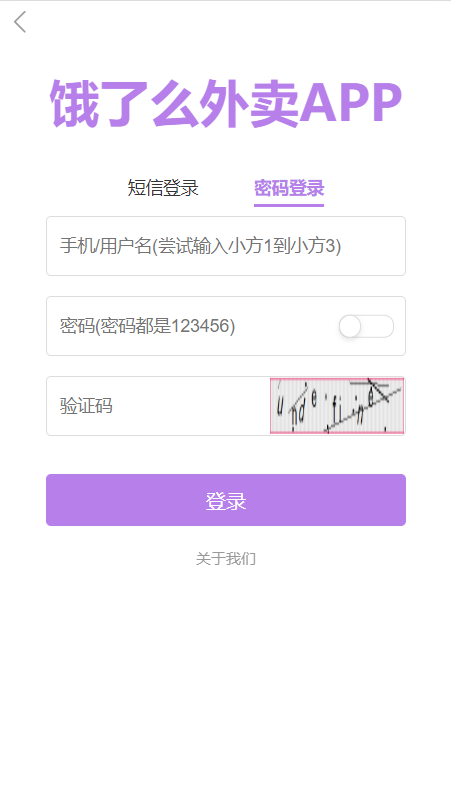 饿了么外卖APP
短信登录 密码登录
手机/用户名(尝试输入小方1到小方3)
密码(密码都是123456)
验证码 undefine
登录
关于我们